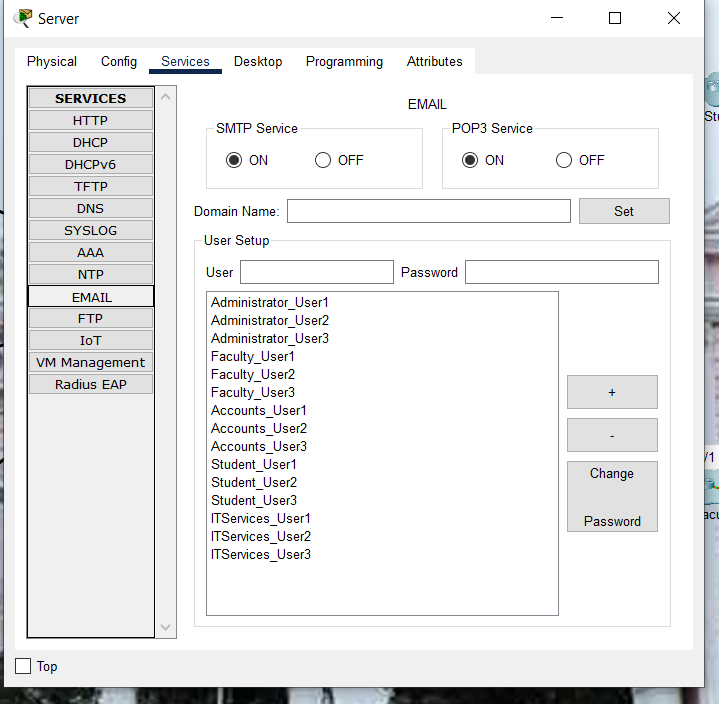 Server
Physical Config Services Desktop Programming Attributes
SERVICES
HTTP
DHCP
DHCPv6
TFTP
DNS
SYSLOG
AAA
NTP
EMAIL
FTP
IoT
VM Management
Radius EAP
EMAIL
SMTP Service
ON OFF
POP3 Service
ON OFF
Domain Name:
Set
User Setup
User
Password
Administrator_User1
Administrator_User2
Administrator_User3
Faculty_User1
Faculty_User2
Faculty_User3
Accounts_User1
Accounts_User2
Accounts_User3
Student_User1
Student_User2
Student_User3
ITServices_User1
ITServices_User2
ITServices_User3
+
-
Change
Password
Top
/1